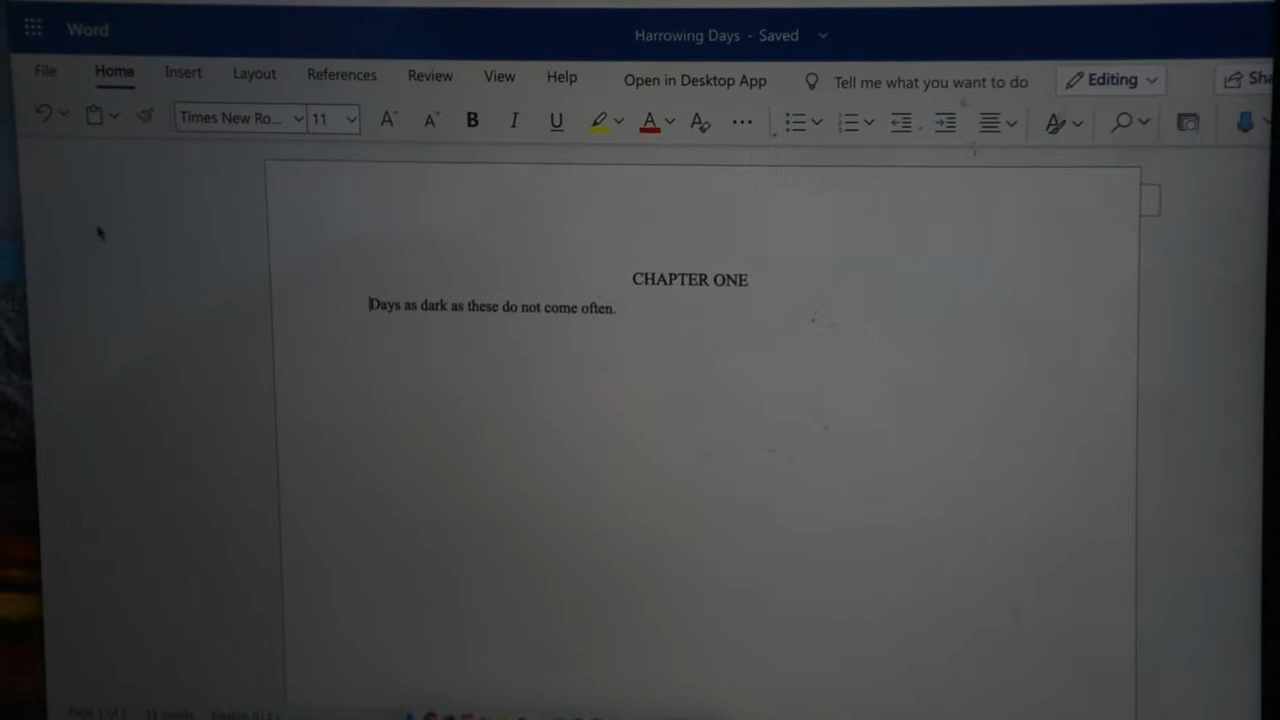 Word
Harrowing Days - Saved
File Home Insert Layout References Review View Help Open in Desktop App Tell me what you want to do Editing Sha
Times New Ro... 11 A A B I U A A
CHAPTER ONE
Days as dark as these do not come often.